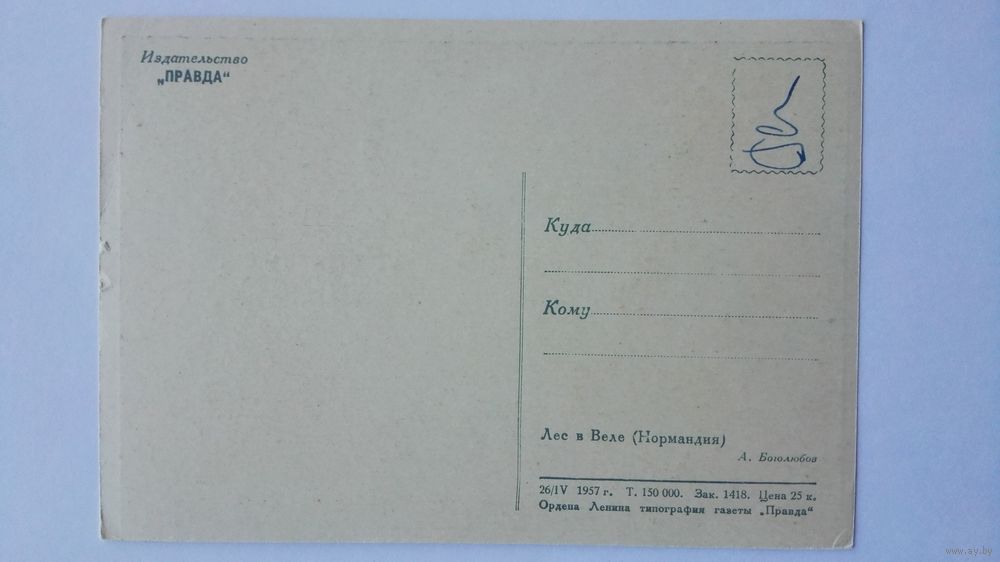 Издательство
„ПРАВДА“
Куда
Кому
Лес в Веле (Нормандия)
А. Боголюбов
26/IV 1957 г. Т. 150 000. Зак. 1418. Цена 25 к.
Ордена Ленина типография газеты „Правда“
www.ay.by